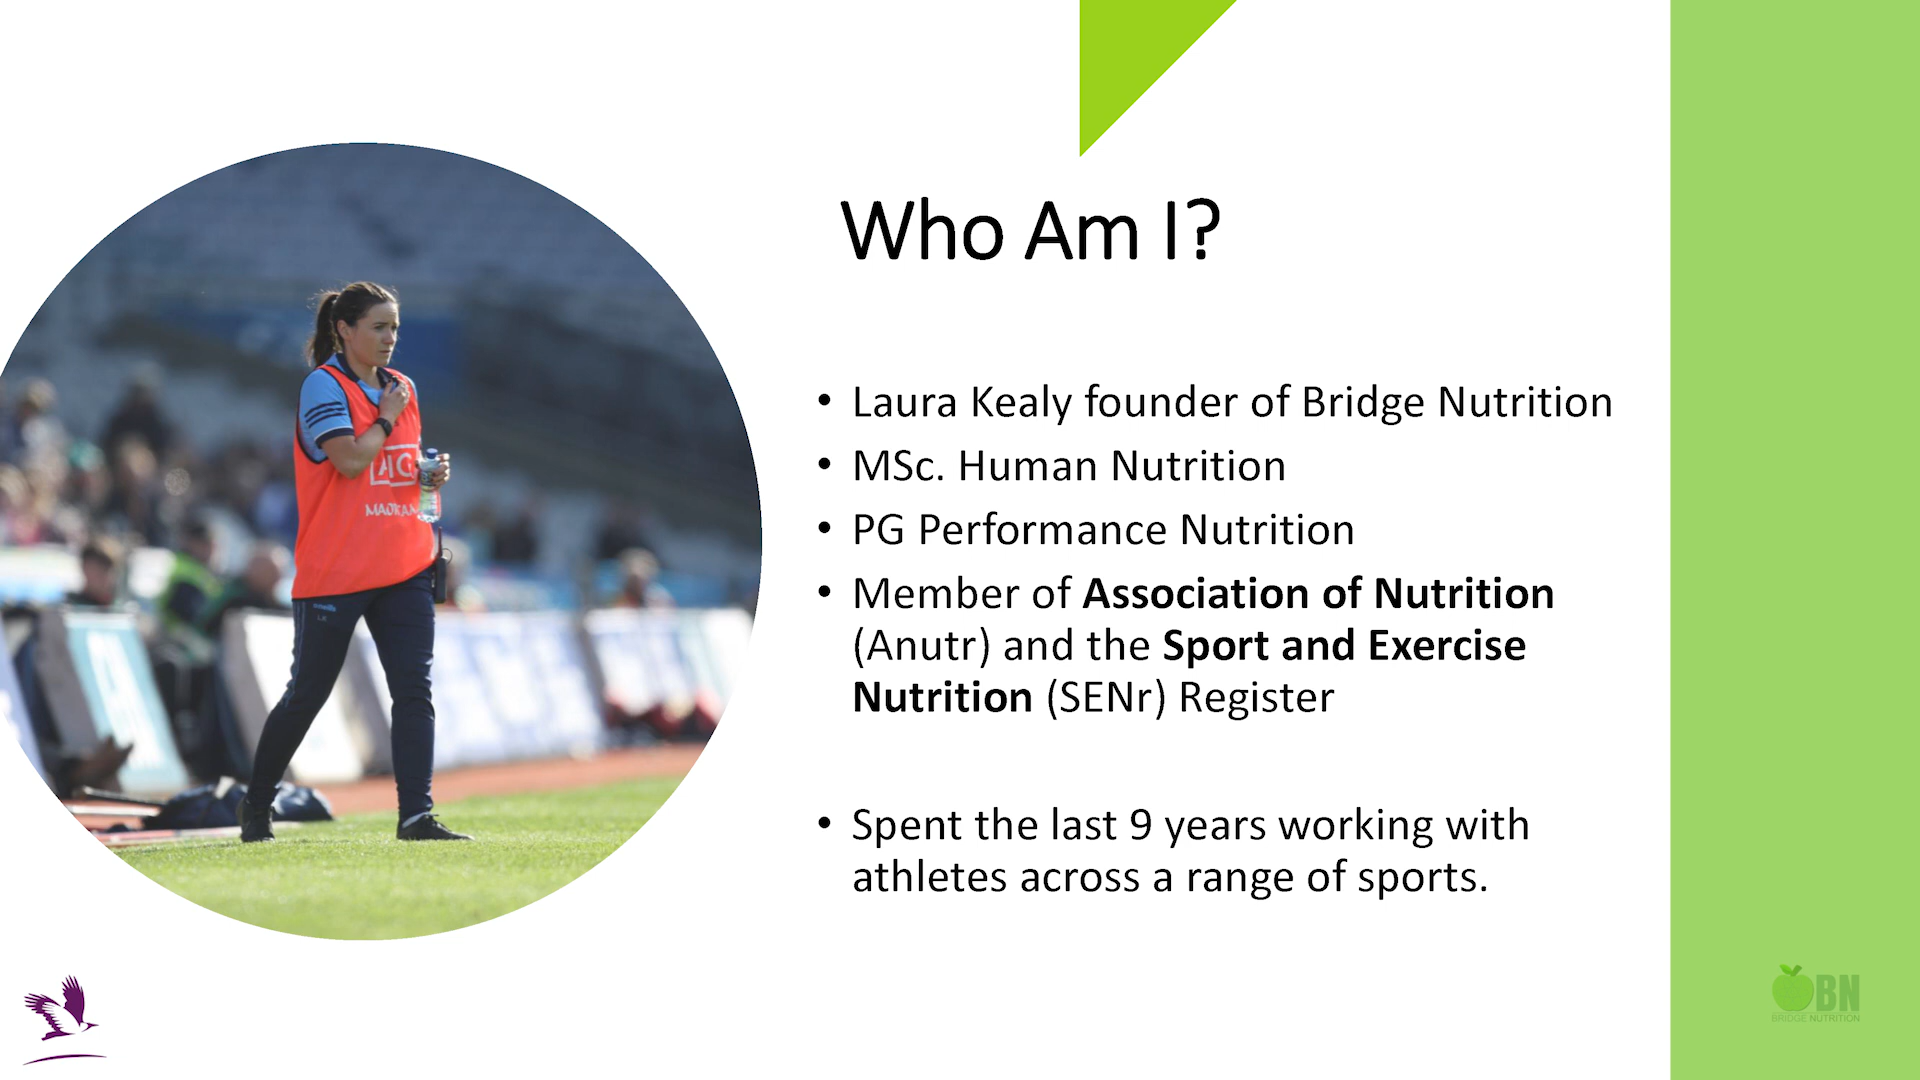 Who Am I?
• Laura Kealy founder of Bridge Nutrition
• MSc. Human Nutrition
• PG Performance Nutrition
• Member of Association of Nutrition
(Anutr) and the Sport and Exercise
Nutrition (SENr) Register
• Spent the last 9 years working with
athletes across a range of sports.
AIG
BN
BRIDGE NUTRITION